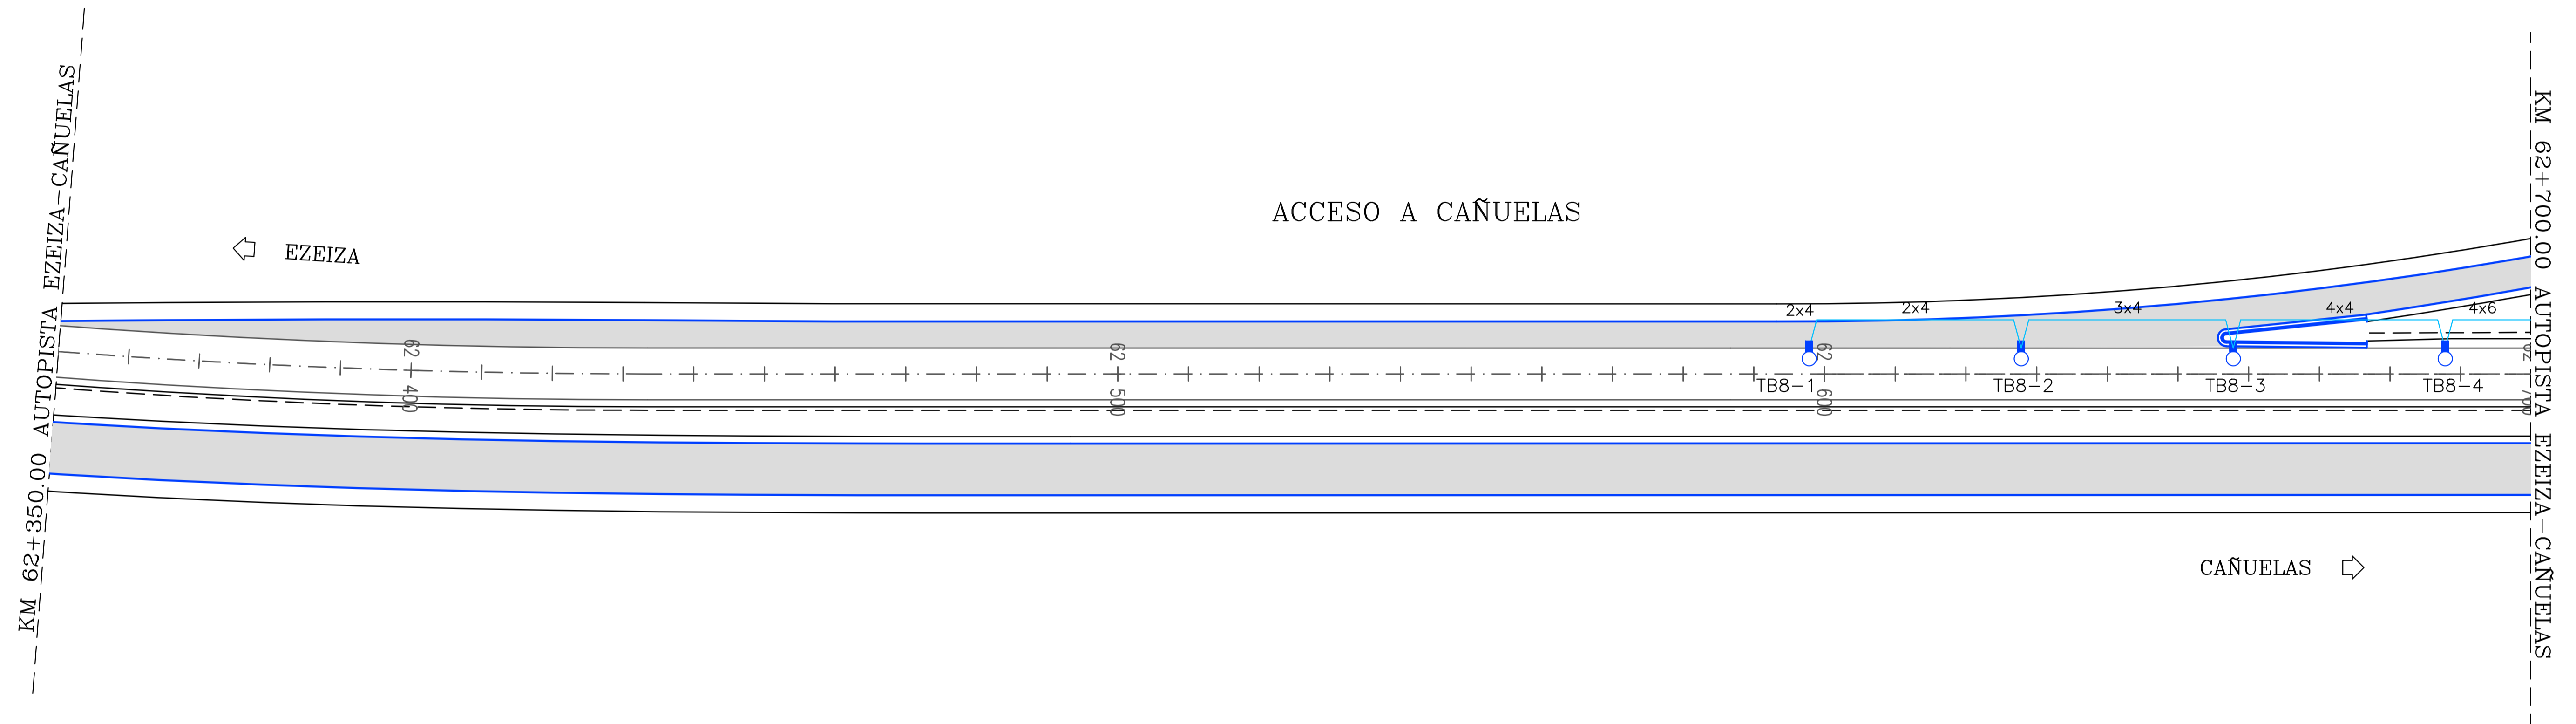 KM 62+350.00 AUTOPISTA EZEIZA-CAÑUELAS
EZEIZA
ACCESO A CAÑUELAS
2x4
2x4
3x4
4x4
4x6
62
400
62
500
62
600
TB8-1
TB8-2
TB8-3
TB8-4
CAÑUELAS
KM 62+700.00 AUTOPISTA EZEIZA-CAÑUELAS